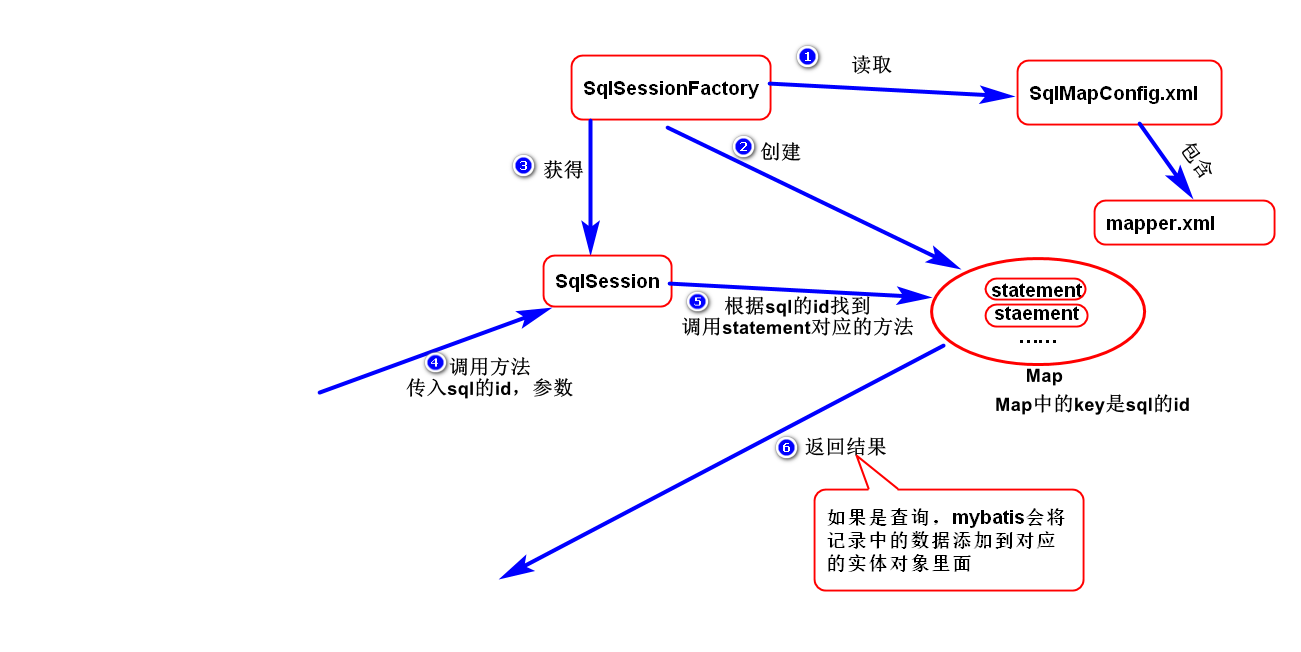 1
读取
SqlSessionFactory
SqlMapConfig.xml
2
创建
包含
3
获得
mapper.xml
SqlSession
statement
staement
......
5
根据sql的id找到
调用statement对应的方法
4
调用方法
传入sql的id，参数
Map
Map中的key是sql的id
6
返回结果
如果是查询，mybatis会将
记录中的数据添加到对应
的实体对象里面